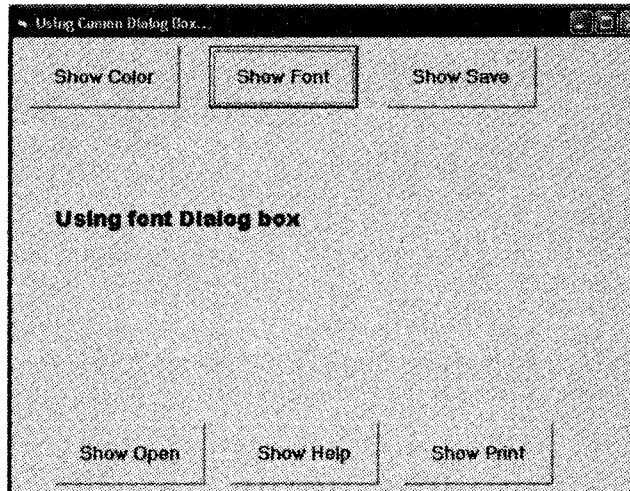 Using Cumon Dialog Box...
Show Color Show Font Show Save
Using font Dialog box
Show Open Show Help Show Print